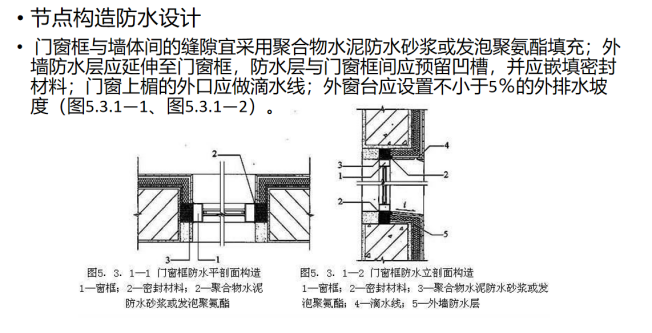 • 节点构造防水设计
• 门窗框与墙体间的缝隙宜采用聚合物水泥防水砂浆或发泡聚氨酯填充；外
墙防水层应延伸至门窗框，防水层与门窗框间应预留凹槽，并应嵌填密封
材料；门窗上楣的外口应做滴水线；外窗台应设置不小于5％的外排水坡
度（图5.3.1－1、图5.3.1－2）。
2
3
1
图5. 3. 1—1 门窗框防水平剖面构造
1—窗框；2—密封材料；2—聚合物水泥
防水砂浆或发泡聚氨酯
4
3
2
1
2
i
5
图5. 3. 1—2 门窗框防水立剖面构造
1—窗框；2—密封材料；3—聚合物水泥防水砂浆或发
泡聚氨酯；4—滴水线；5—外墙防水层